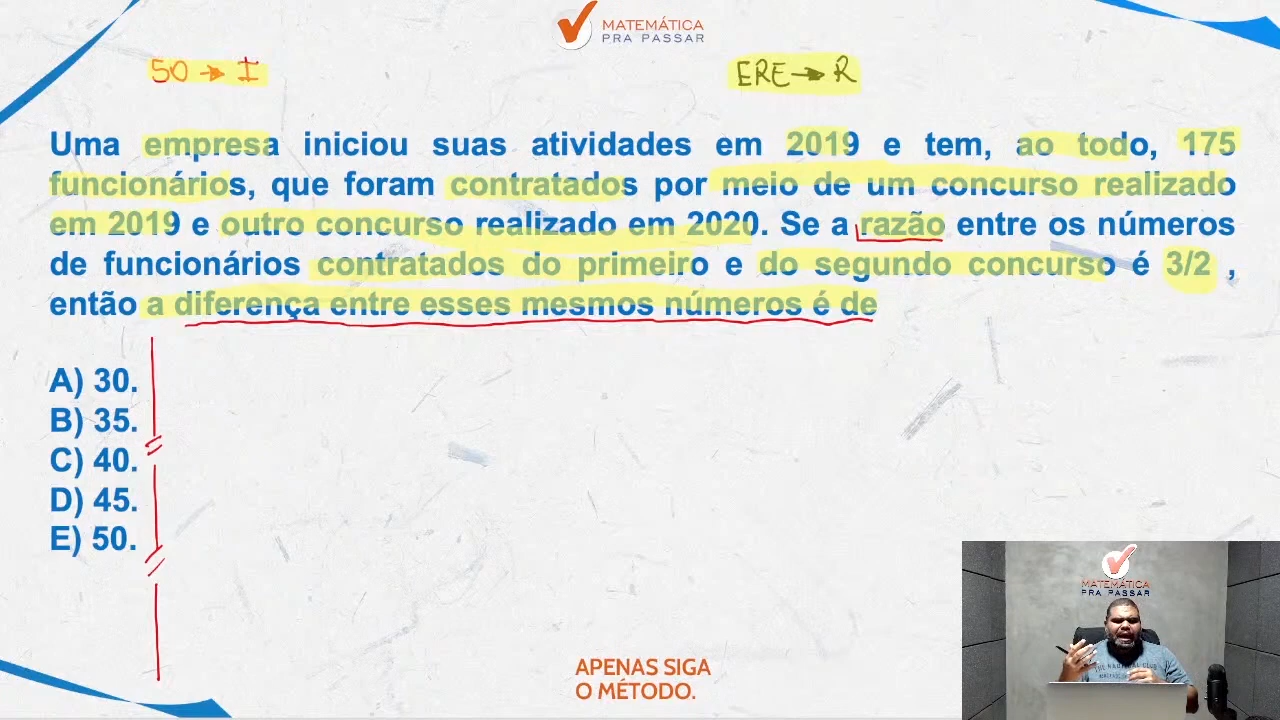 MATEMÁTICA
PRA PASSAR
50 → I
ERE → R
Uma empresa iniciou suas atividades em 2019 e tem, ao todo, 175
funcionários, que foram contratados por meio de um concurso realizado
em 2019 e outro concurso realizado em 2020. Se a razão entre os números
de funcionários contratados do primeiro e do segundo concurso é 3/2 ,
então a diferença entre esses mesmos números é de
A) 30.
B) 35.
C) 40.
D) 45.
E) 50.
MATEMÁTICA
PRA PASSAR
APENAS SIGA
O MÉTODO.